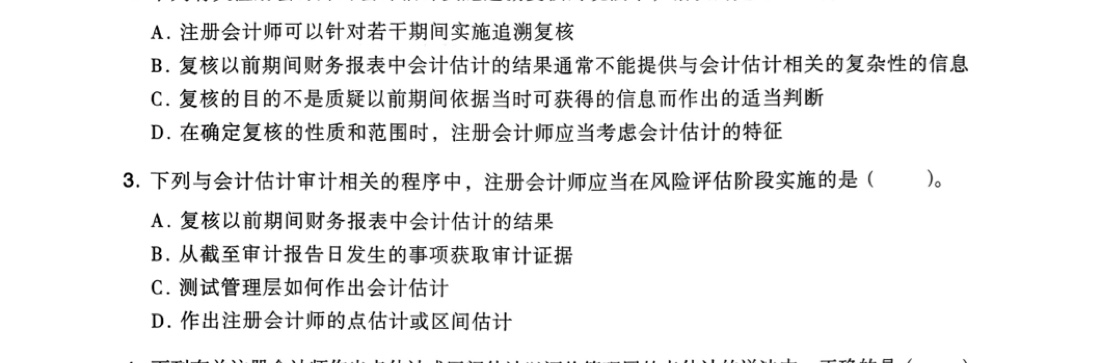 A. 注册会计师可以针对若干期间实施追溯复核
B. 复核以前期间财务报表中会计估计的结果通常不能提供与会计估计相关的复杂性的信息
C. 复核的目的不是质疑以前期间依据当时可获得的信息而作出的适当判断
D. 在确定复核的性质和范围时，注册会计师应当考虑会计估计的特征
3. 下列与会计估计审计相关的程序中，注册会计师应当在风险评估阶段实施的是（　　）。
A. 复核以前期间财务报表中会计估计的结果
B. 从截至审计报告日发生的事项获取审计证据
C. 测试管理层如何作出会计估计
D. 作出注册会计师的点估计或区间估计